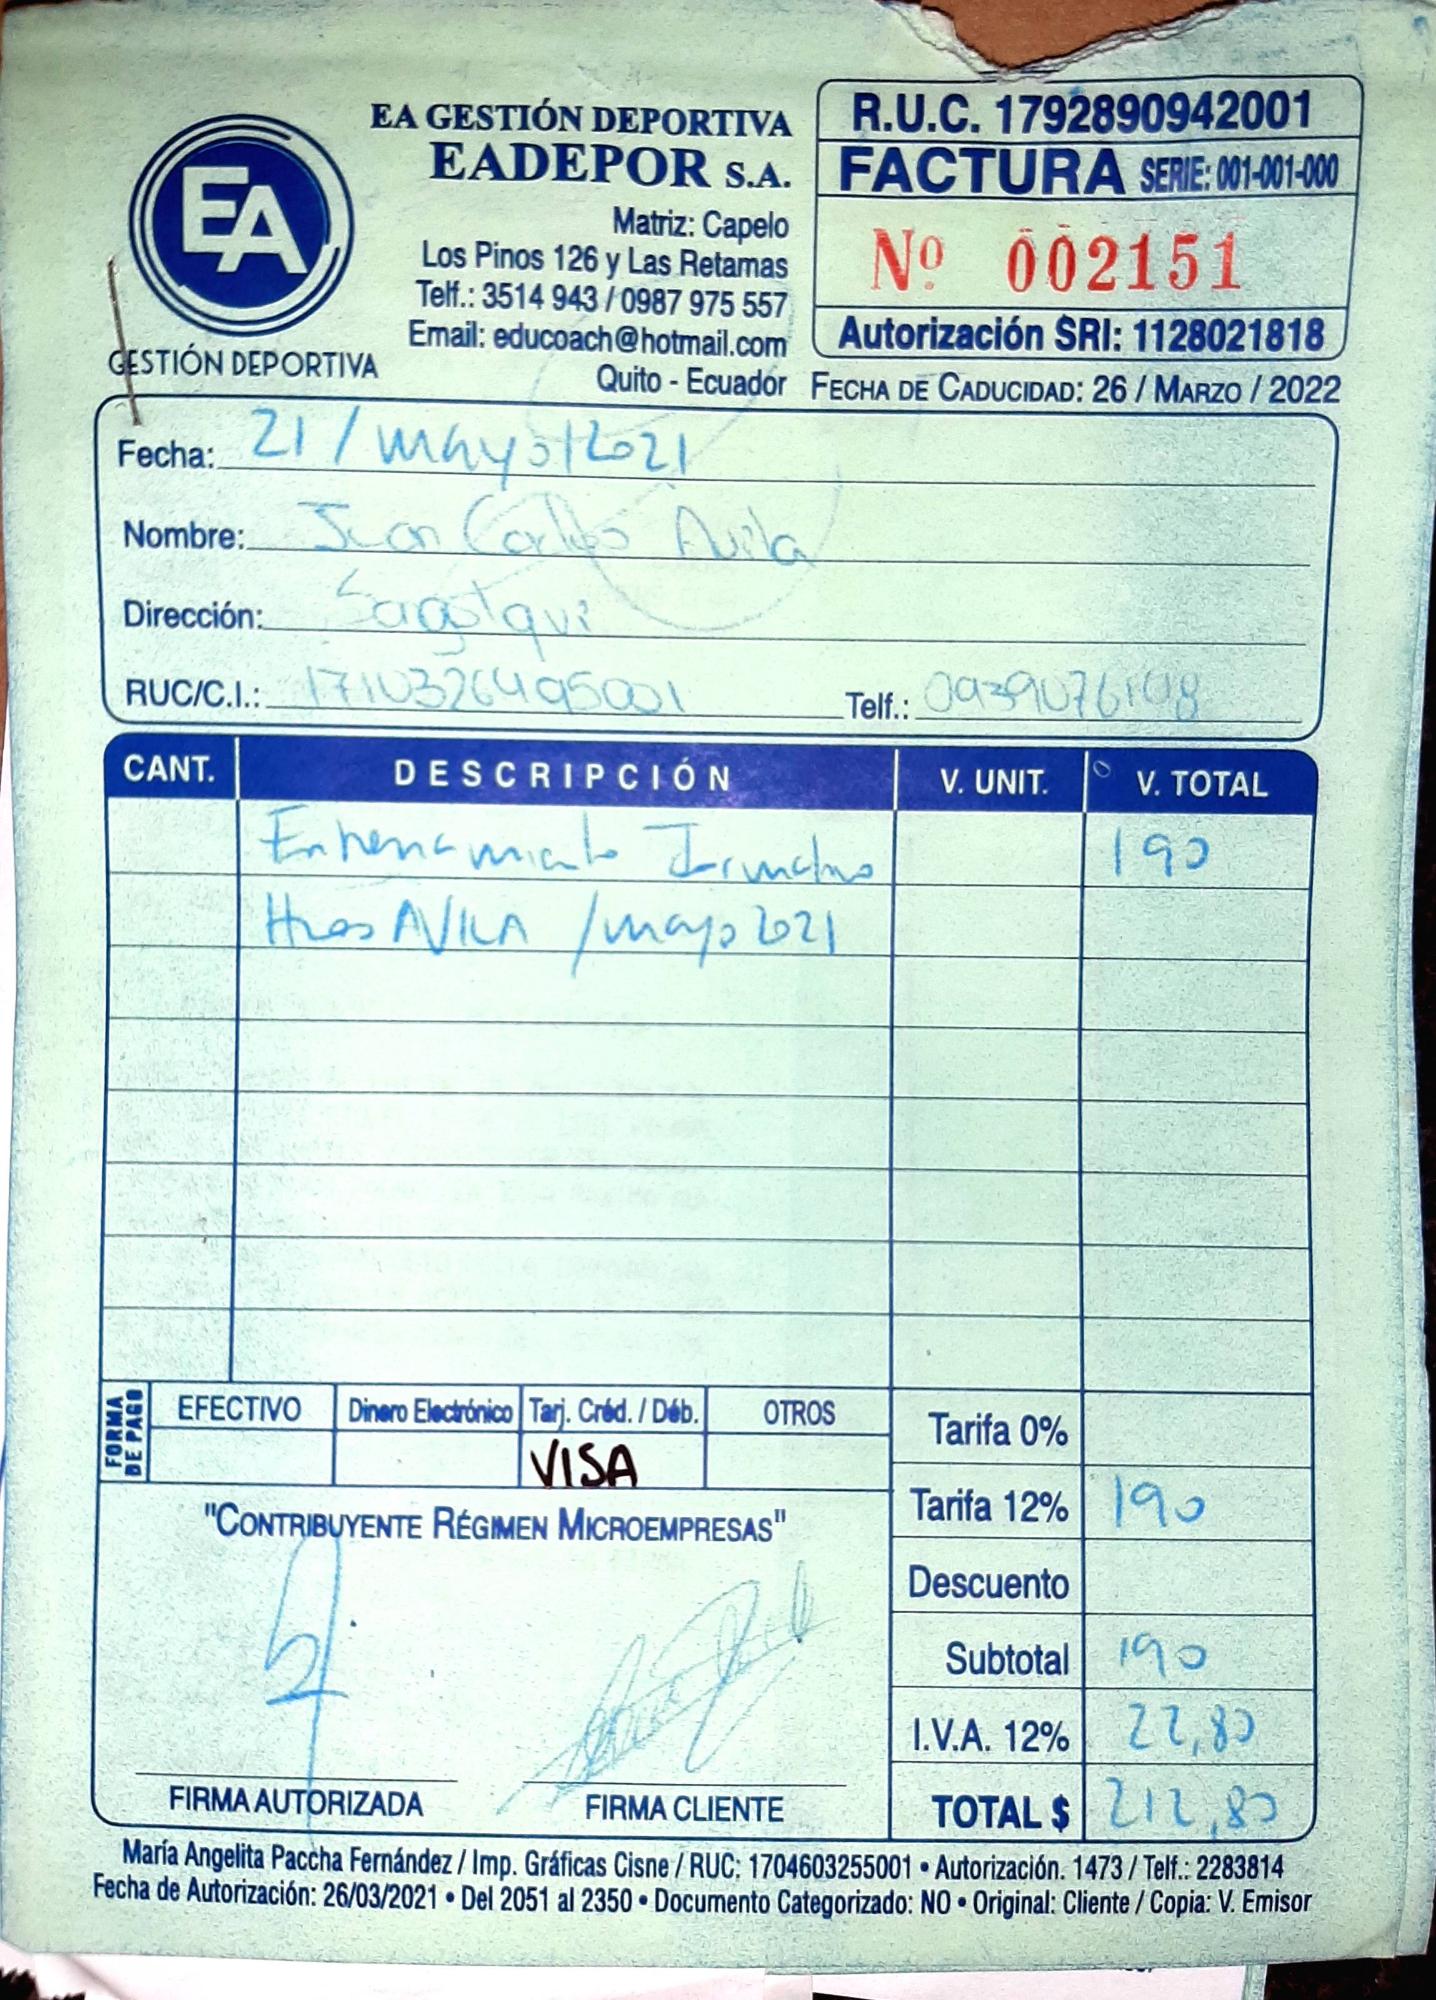 EA
GESTIÓN DEPORTIVA
EA GESTIÓN DEPORTIVA
EADEPOR S.A.
Matriz: Capelo
Los Pinos 126 y Las Retamas
Telf.: 3514 943 / 0987 975 557
Email: educoach@hotmail.com
Quito - Ecuador
R.U.C. 1792890942001
FACTURA SERIE: 001-001-000
Nº 002151
Autorización SRI: 1128021818
FECHA DE CADUCIDAD: 26 / MARZO / 2022
Fecha: 21/mayo/2021
Nombre: Juan Carlos Avila
Dirección: Sangolqui
RUC/C.I.: 1710326495001 Telf.:
CANT. DESCRIPCIÓN V. UNIT. V. TOTAL
Entrenamiento 190
AVILA /mayo 2021
FORMA DE PAGO
EFECTIVO Dinero Electrónico Tarj. Créd. / Déb. OTROS
VISA
Tarifa 0%
Tarifa 12% 190
Descuento
Subtotal 190
I.V.A. 12% 22,80
TOTAL $ 212,80
"CONTRIBUYENTE RÉGIMEN MICROEMPRESAS"
FIRMA AUTORIZADA FIRMA CLIENTE
María Angelita Paccha Fernández / Imp. Gráficas Cisne / RUC: 1704603255001 • Autorización. 1473 / Telf.: 2283814
Fecha de Autorización: 26/03/2021 • Del 2051 al 2350 • Documento Categorizado: NO • Original: Cliente / Copia: V. Emisor